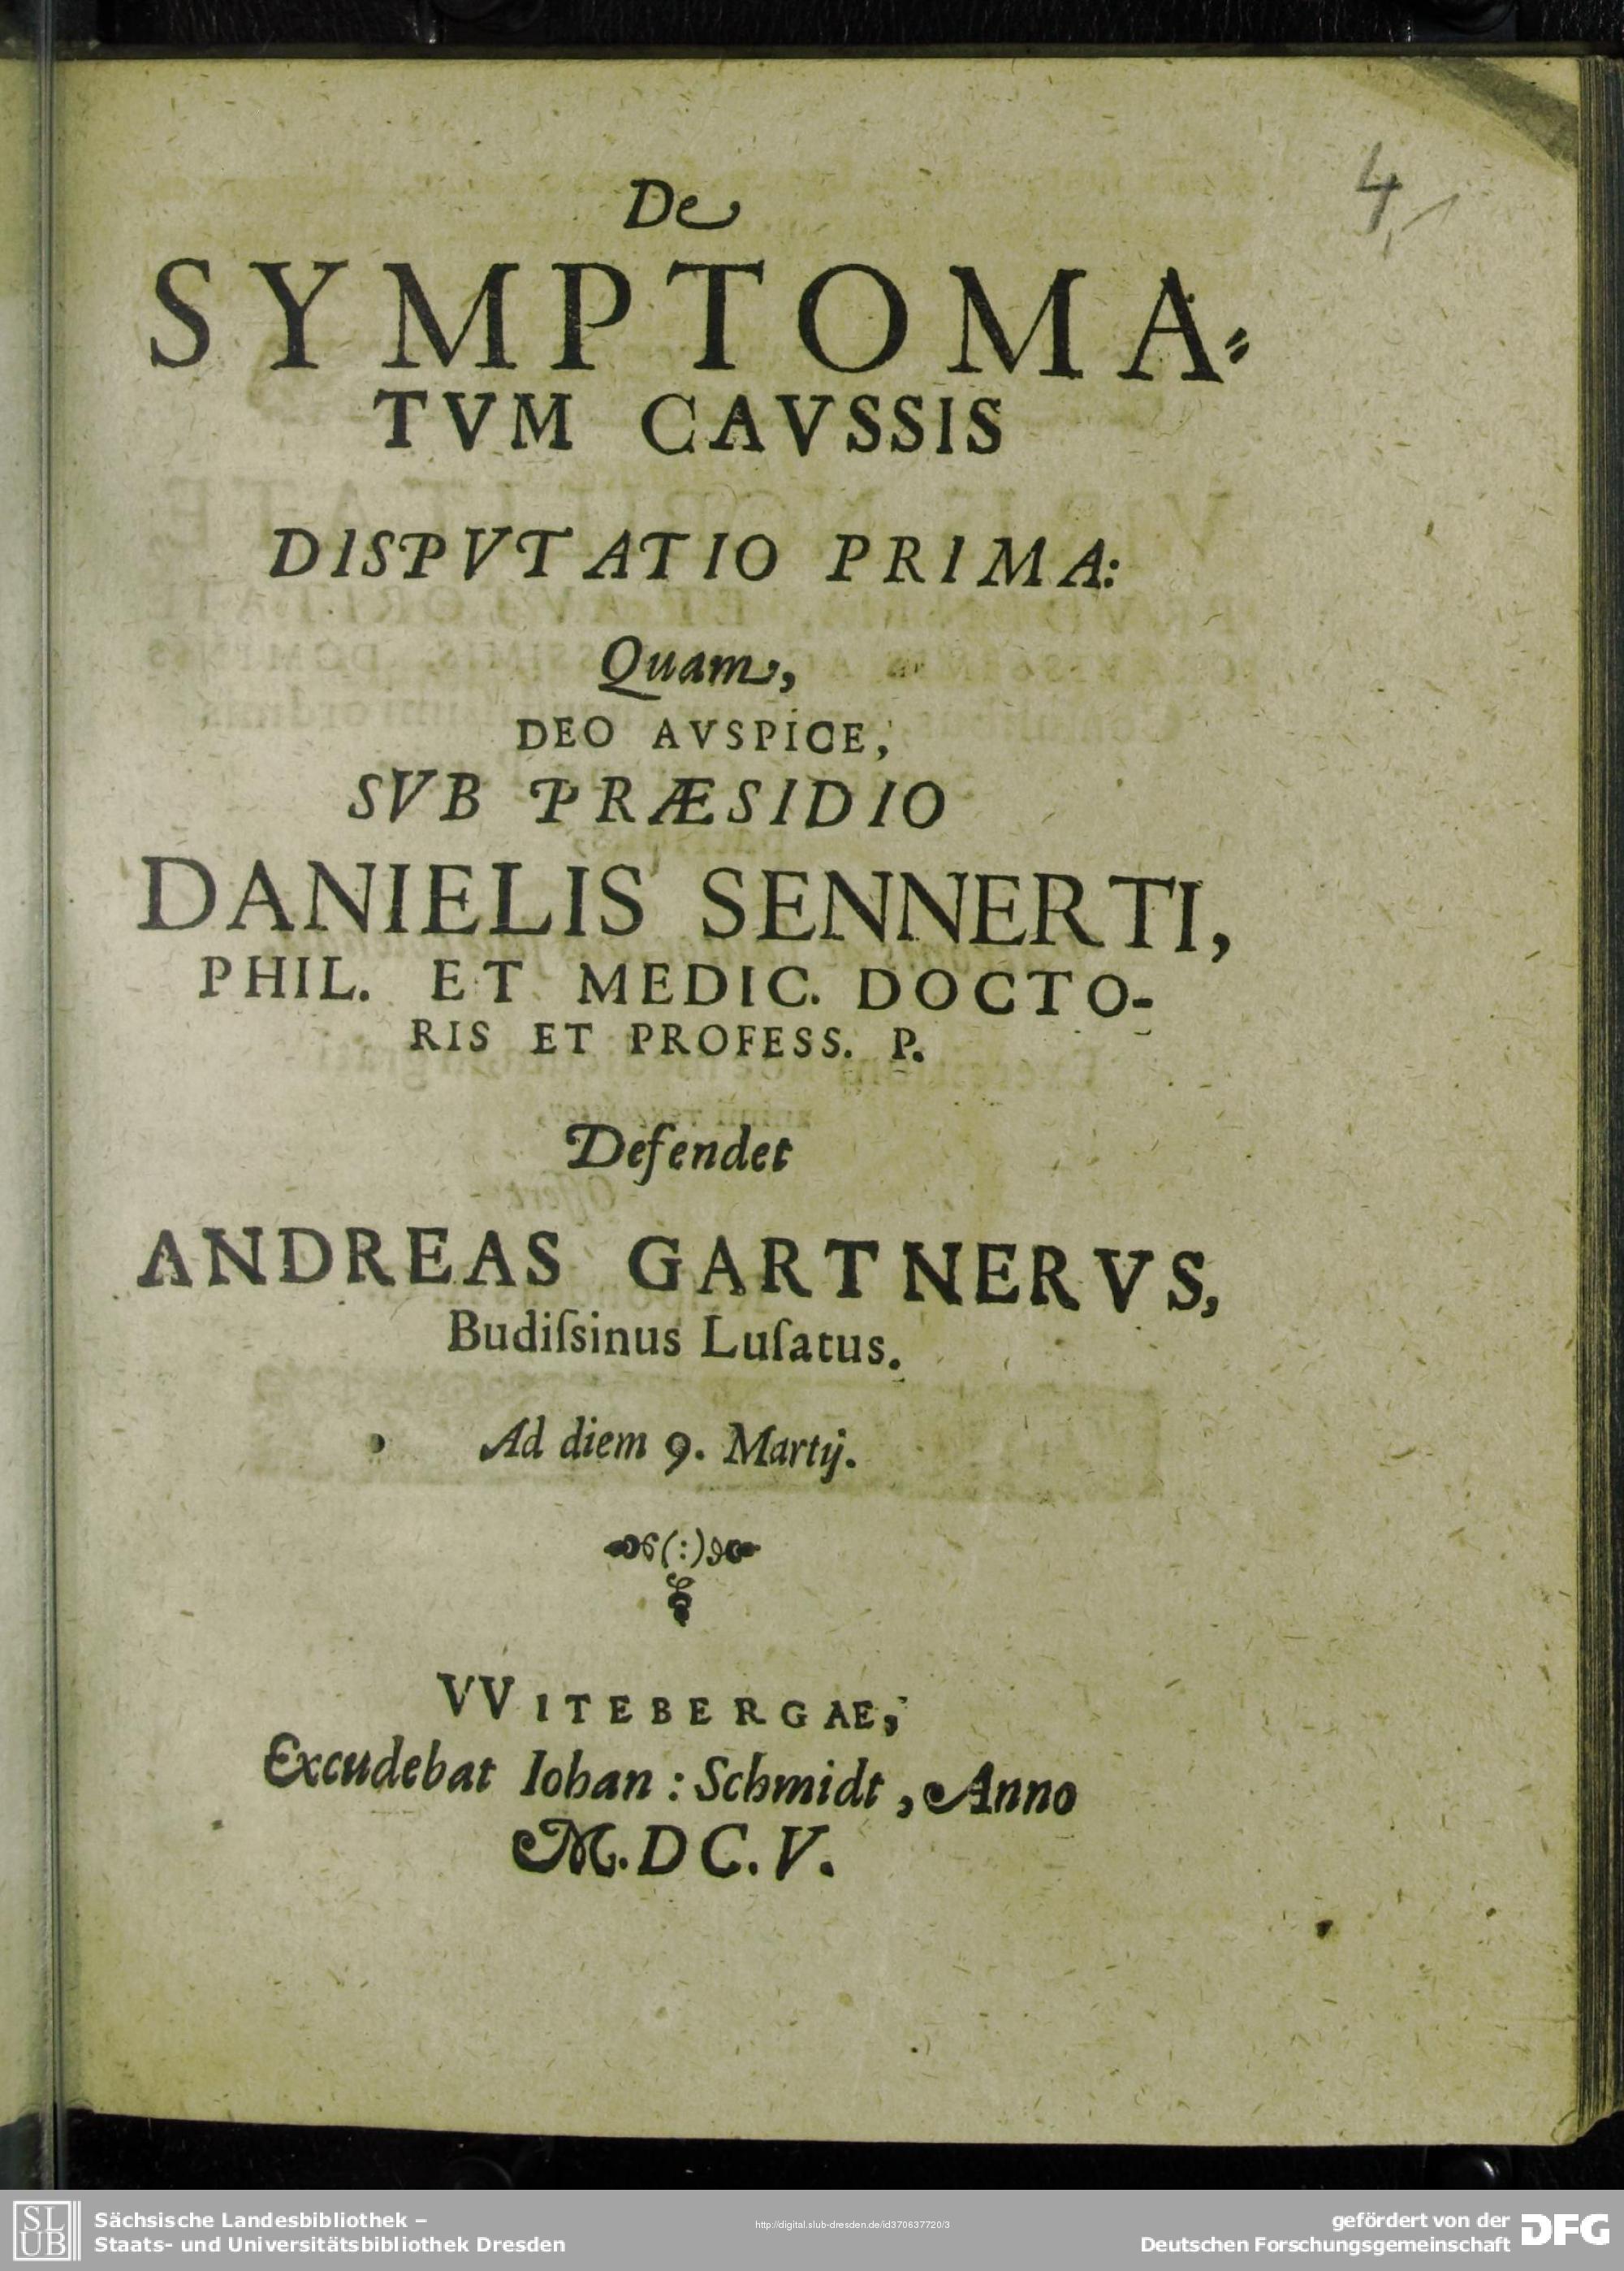 4,
De
SYMPTOMA-
TVM CAVSSIS
DISPVTATIO PRIMA:
Quam,
DEO AVSPICE,
SVB PRÆSIDIO
DANIELIS SENNERTI,
PHIL. ET MEDIC. DOCTO-
RIS ET PROFESS. P.
Defendet
ANDREAS GARTNERVS,
Budiſsinus Luſatus.
Ad diem 9. Martij.
VVITEBERGAE,
Excudebat Iohan: Schmidt, Anno
M.DC.V.
SLUB
Sächsische Landesbibliothek –
Staats- und Universitätsbibliothek Dresden
http://digital.slub-dresden.de/id370637720/3
gefördert von der
Deutschen Forschungsgemeinschaft
DFG